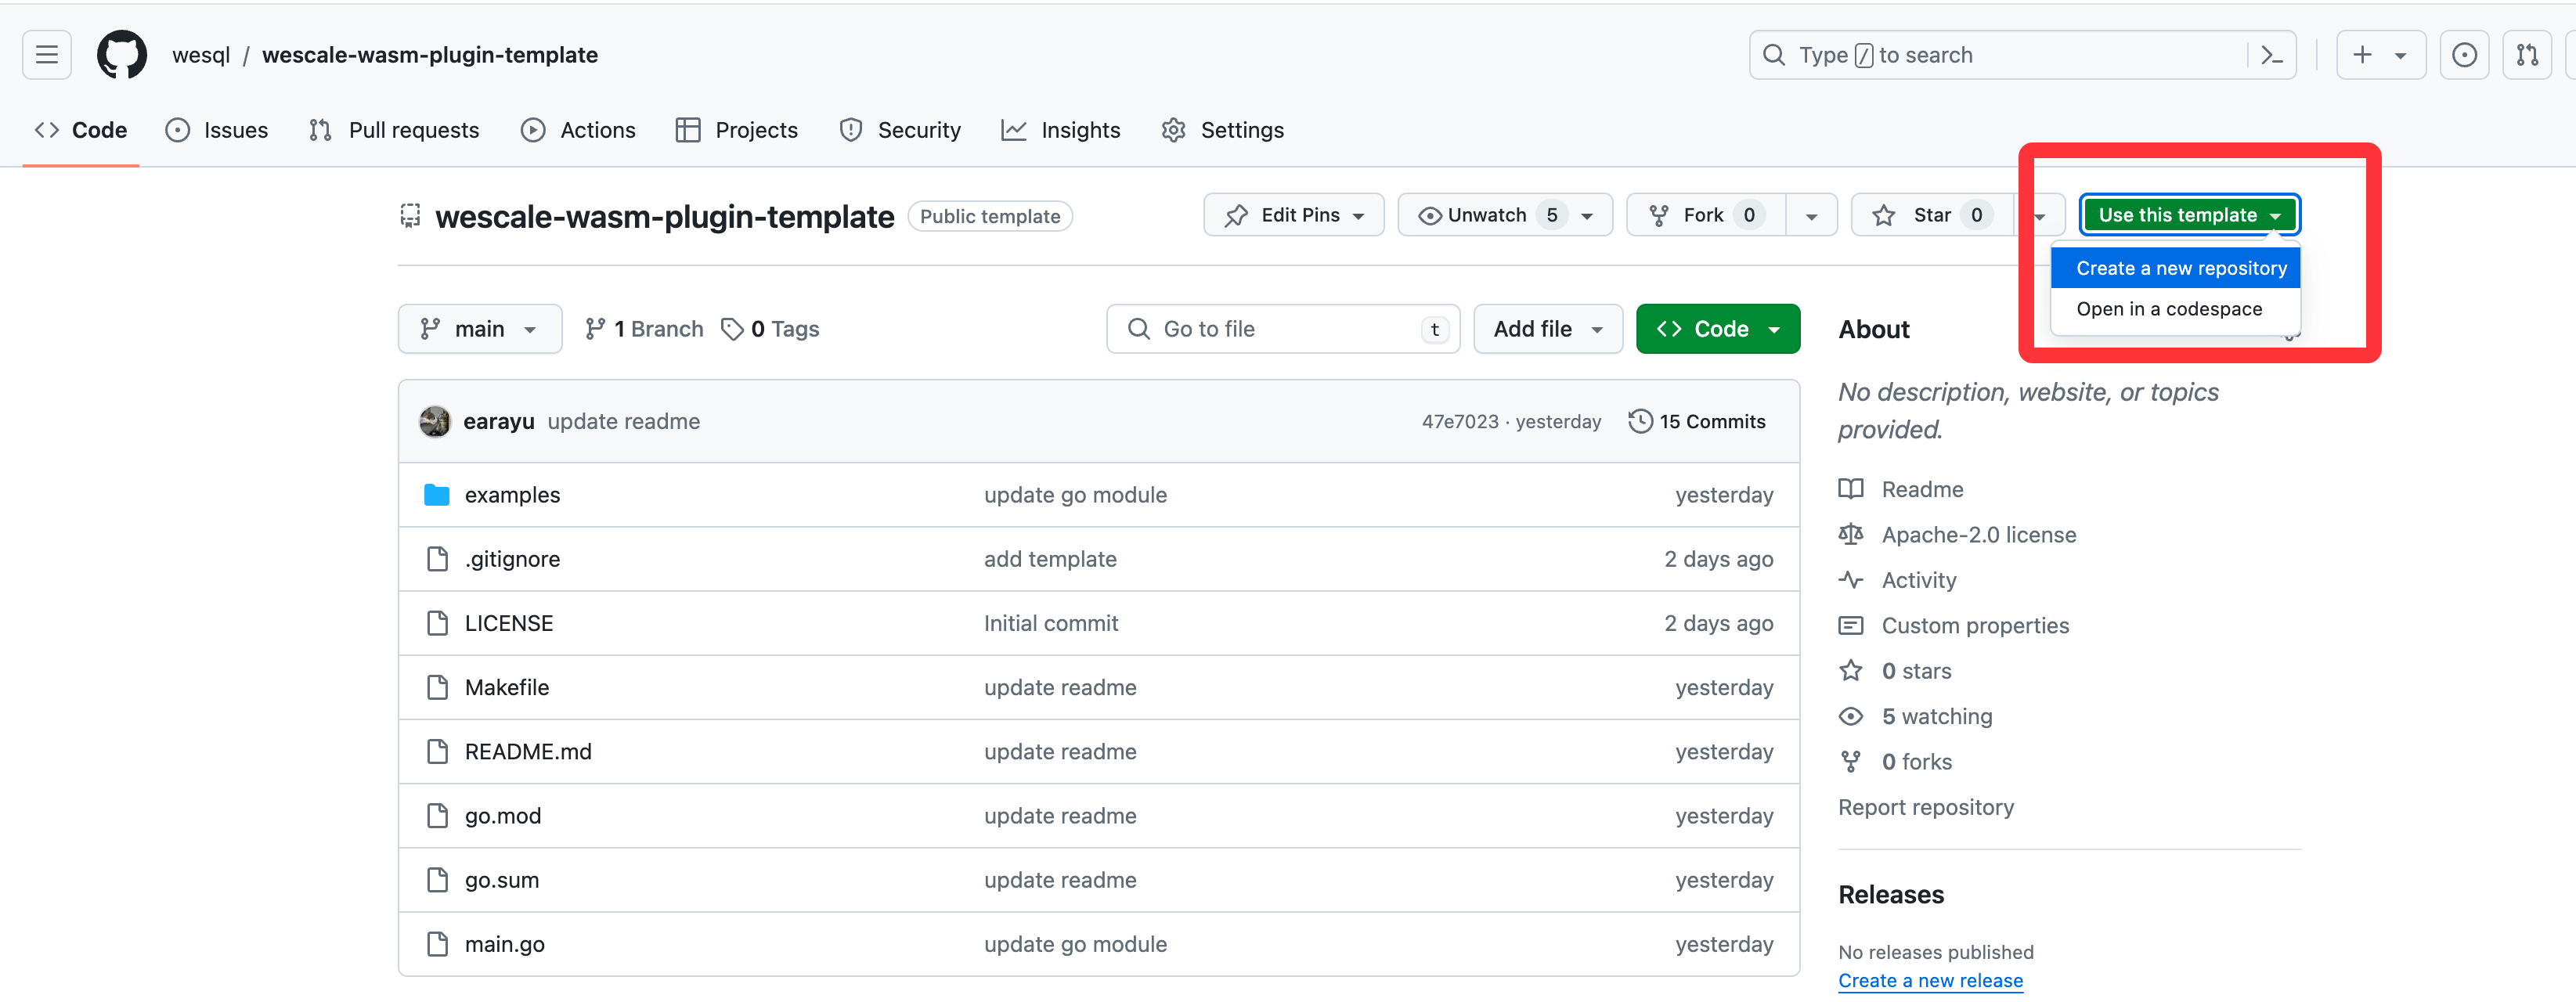 wesql / wescale-wasm-plugin-template
Type / to search
Code Issues Pull requests Actions Projects Security Insights Settings
wescale-wasm-plugin-template Public template
Edit Pins Unwatch 5 Fork 0 Star 0 Use this template
Create a new repository
Open in a codespace
main 1 Branch 0 Tags Go to file t Add file Code
earayu update readme 47e7023 · yesterday 15 Commits
examples update go module yesterday
.gitignore add template 2 days ago
LICENSE Initial commit 2 days ago
Makefile update readme yesterday
README.md update readme yesterday
go.mod update readme yesterday
go.sum update readme yesterday
main.go update go module yesterday
About
No description, website, or topics
provided.
Readme
Apache-2.0 license
Activity
Custom properties
0 stars
5 watching
0 forks
Report repository
Releases
No releases published
Create a new release